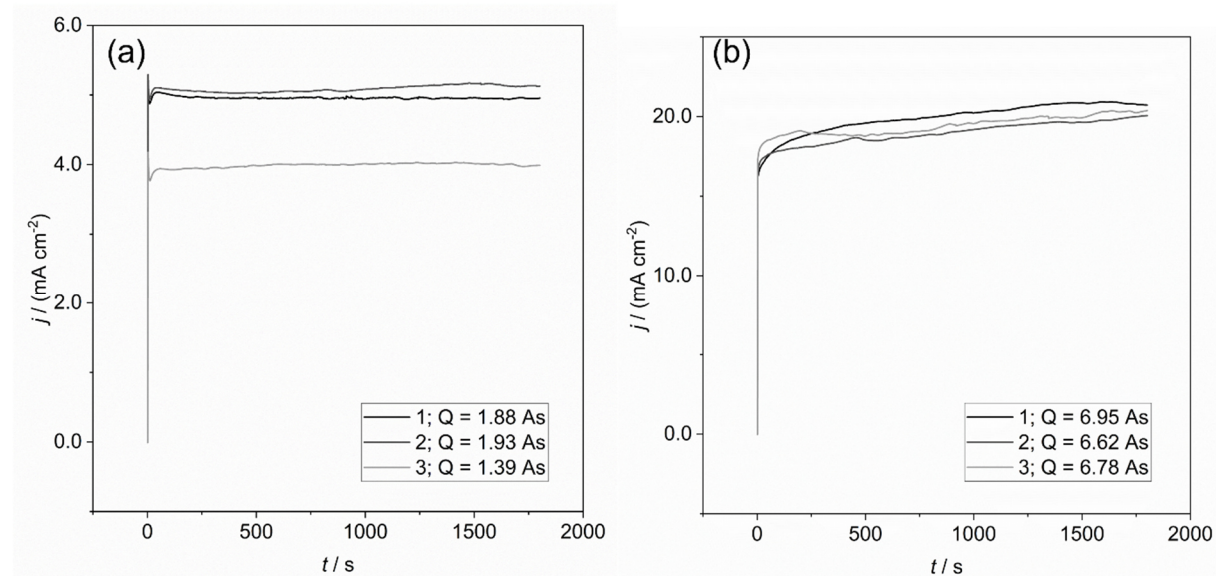 (a)
6.0
4.0
2.0
0.0
j / (mA cm-2)
1; Q = 1.88 As
2; Q = 1.93 As
3; Q = 1.39 As
0
500
1000
1500
2000
t / s
(b)
20.0
10.0
0.0
j / (mA cm-2)
1; Q = 6.95 As
2; Q = 6.62 As
3; Q = 6.78 As
0
500
1000
1500
2000
t / s